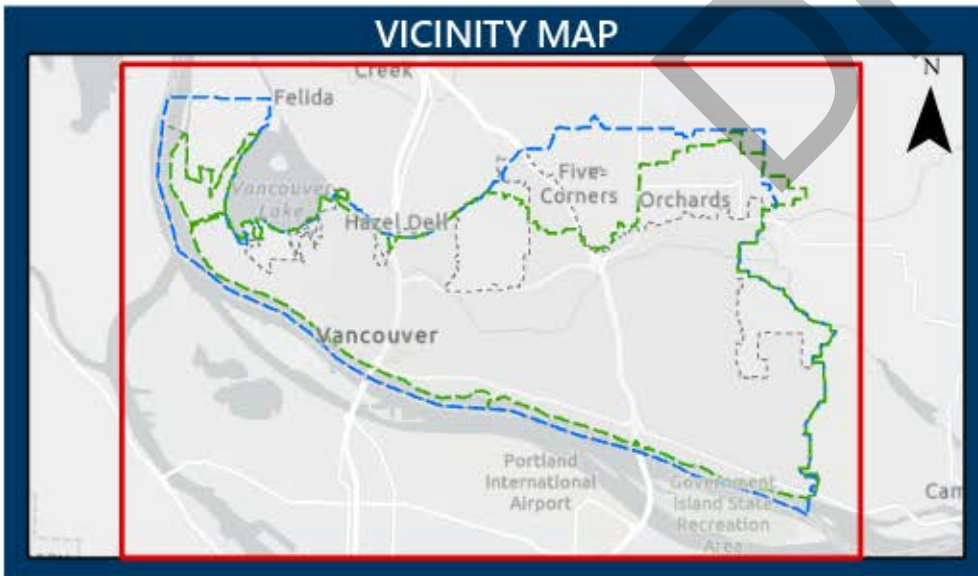 VICINITY MAP
N
Creek
Felida
Vancouver
Lake
Five
Corners
Orchards
Hazel Dell
Vancouver
Portland
International
Airport
Government
Island State
Recreation
Area
Cam